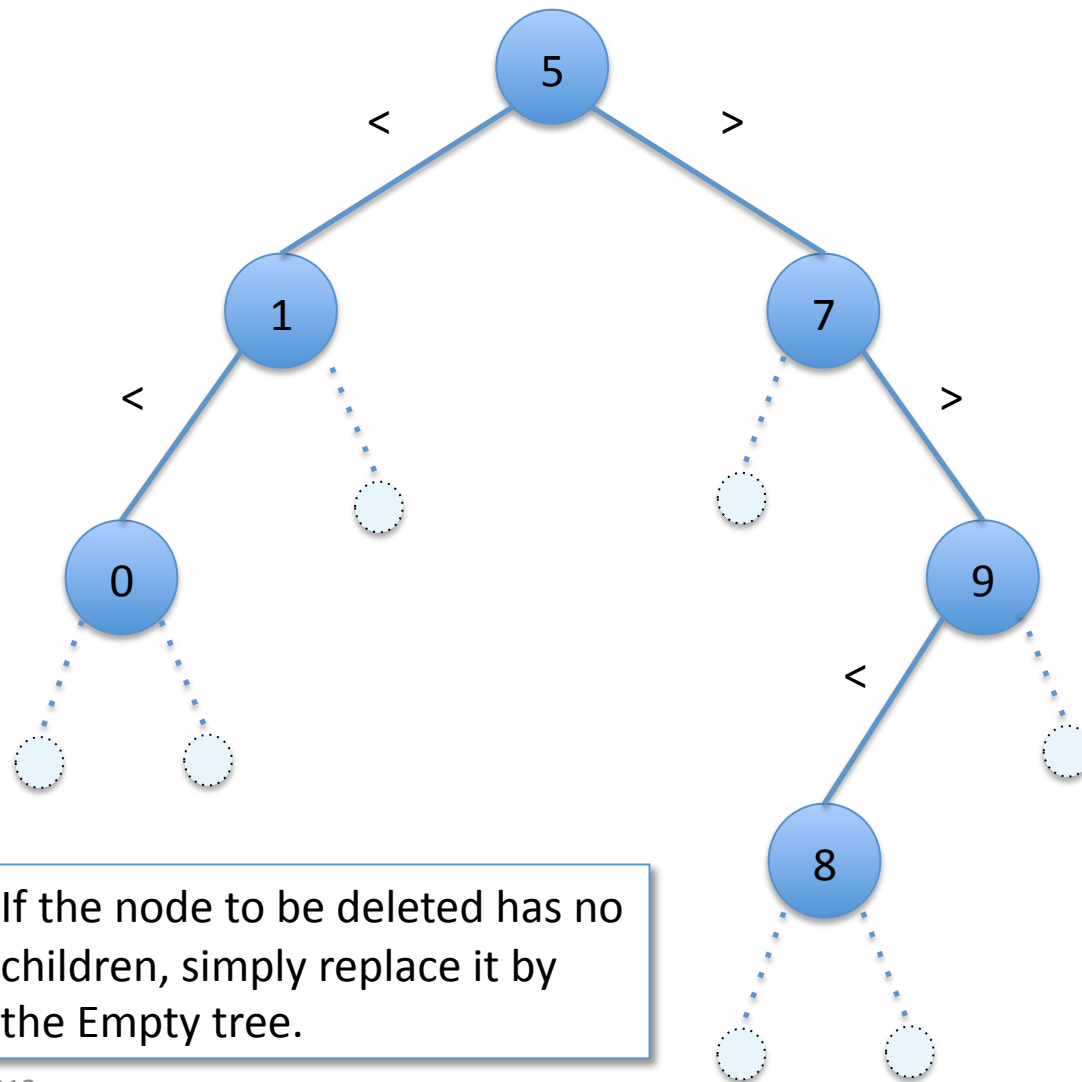 5
< >
1 7
< >
0 9
<
8
If the node to be deleted has no
children, simply replace it by
the Empty tree.